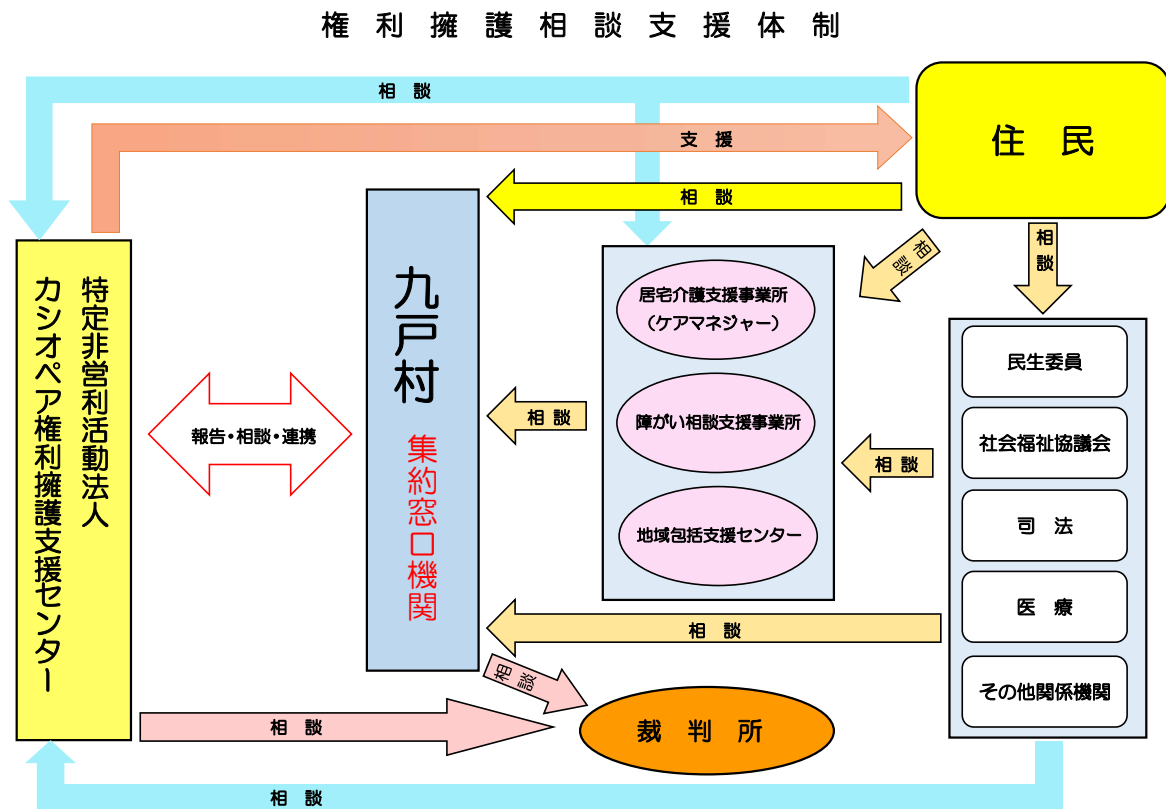 権利擁護相談支援体制
相談
住民
支援
相談
相談
相談
特定非営利活動法人
カシオペア権利擁護支援センター
九戸村
集約窓口機関
居宅介護支援事業所
（ケアマネジャー）
民生委員
報告・相談・連携
相談
障がい相談支援事業所
相談
社会福祉協議会
司法
地域包括支援センター
医療
相談
相談
その他関係機関
相談
裁判所
相談